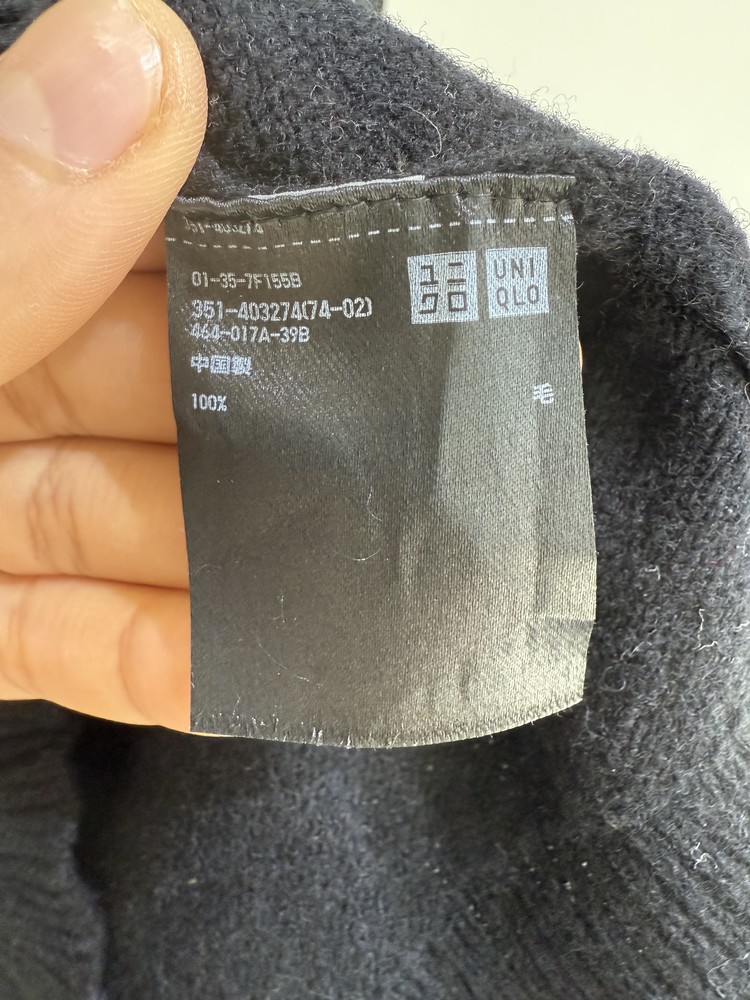 351-403274
01-35-7F155B
351-403274(74-02)
464-017A-39B
中国製
100% 毛
ユニ
クロ
UNI
QLO